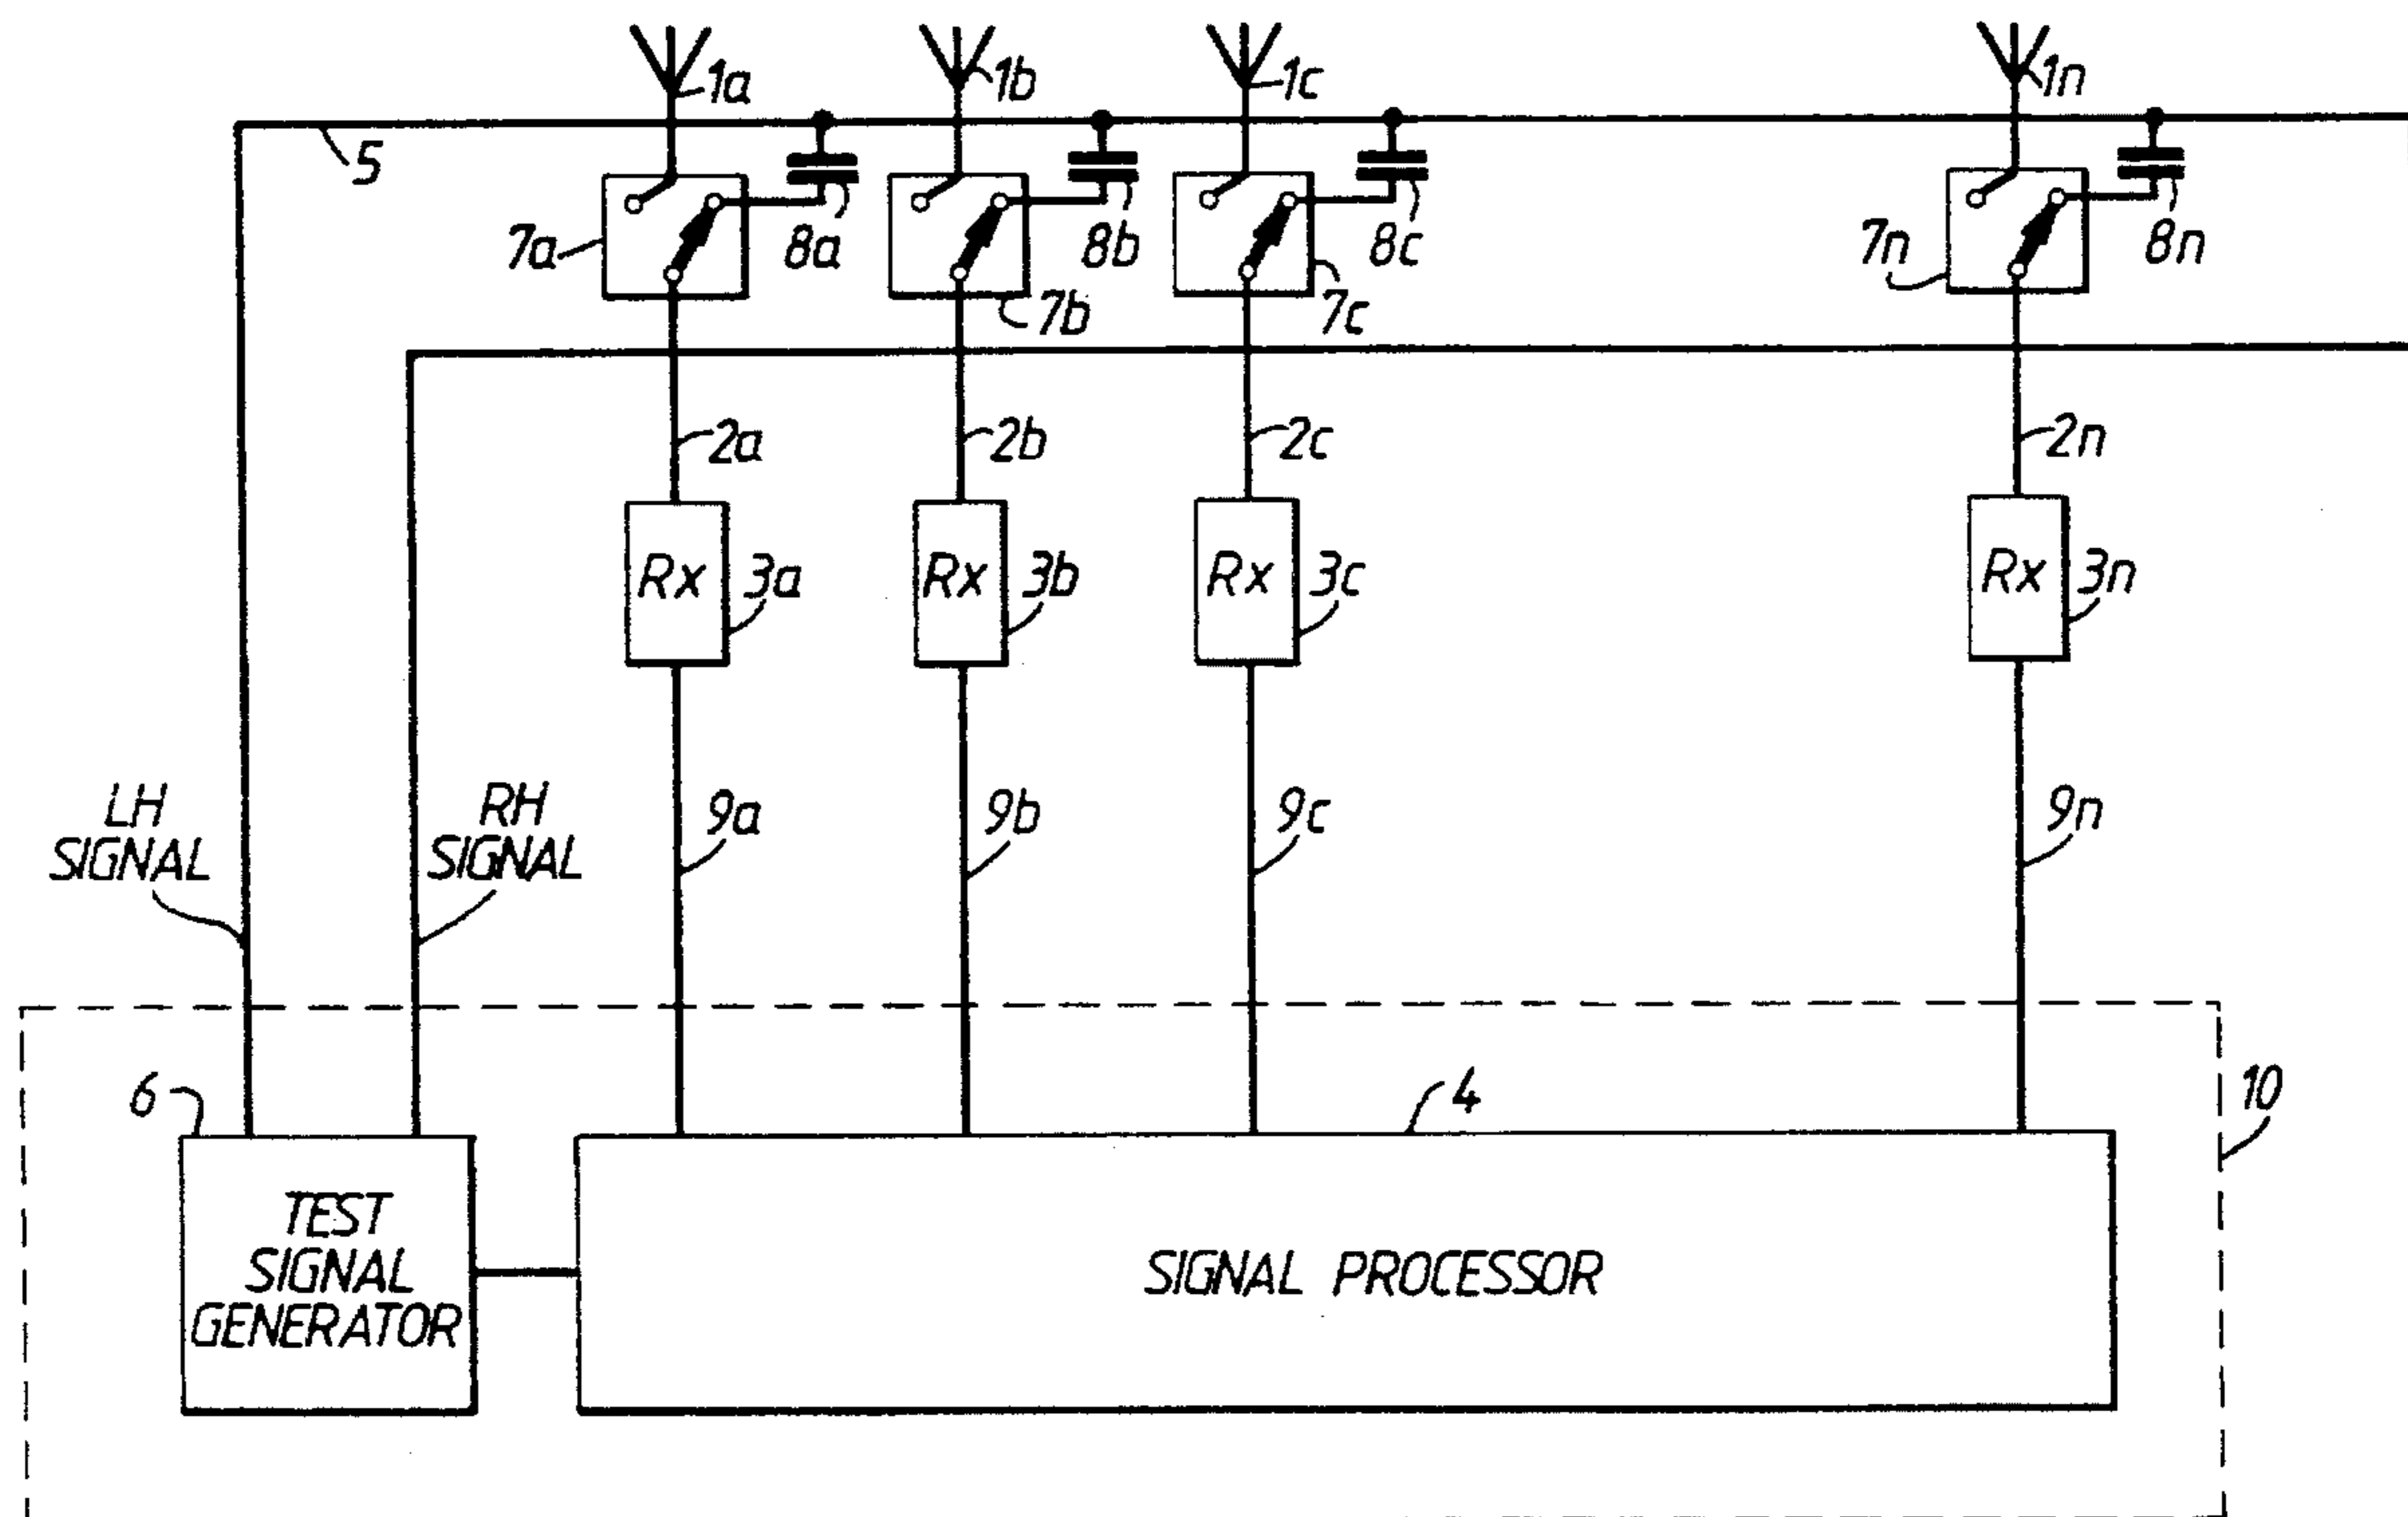 1a 1b 1c 1n
5
7a 8a 8b 8c 7n 8n
7b 7c
2a 2b 2c 2n
Rx 3a Rx 3b Rx 3c Rx 3n
LH
SIGNAL
RH
SIGNAL
9a 9b 9c 9n
6 4 10
TEST
SIGNAL
GENERATOR
SIGNAL PROCESSOR